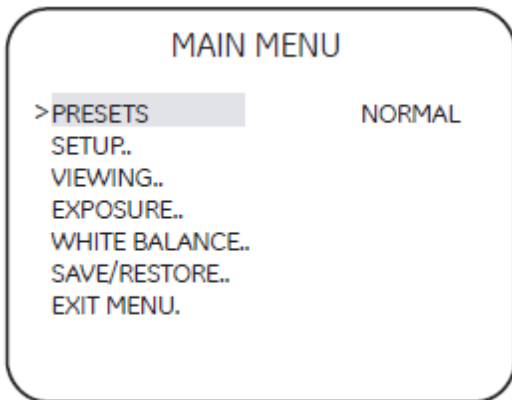 MAIN MENU
>PRESETS NORMAL
SETUP..
VIEWING..
EXPOSURE..
WHITE BALANCE..
SAVE/RESTORE..
EXIT MENU.